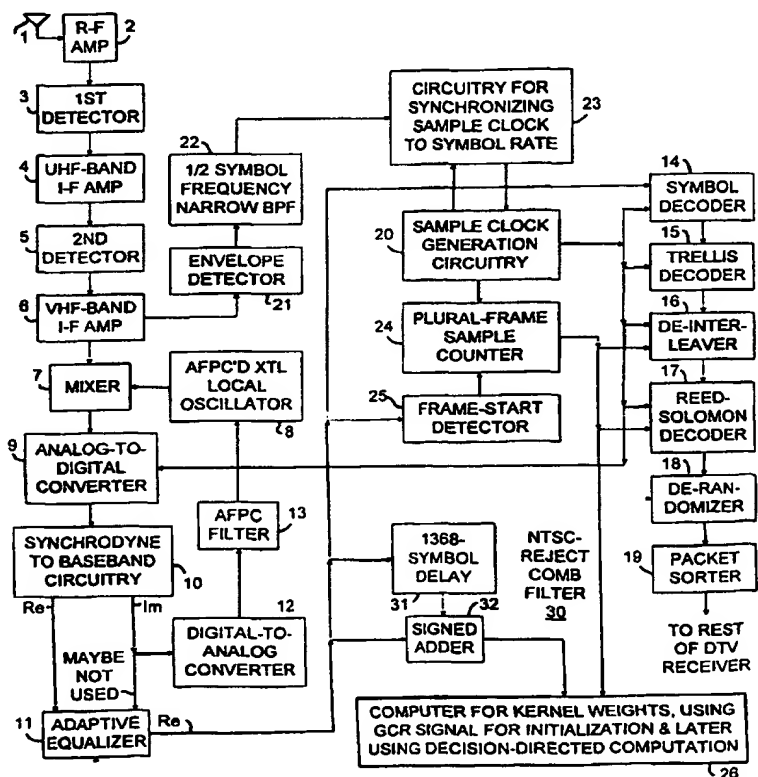 1
R-F
AMP
2
3
1ST
DETECTOR
4
UHF-BAND
I-F AMP
5
2ND
DETECTOR
6
VHF-BAND
I-F AMP
7
MIXER
AFPC'D XTL
LOCAL
OSCILLATOR
8
9
ANALOG-TO-
DIGITAL
CONVERTER
SYNCHRODYNE
TO BASEBAND
CIRCUITRY
10
Re
Im
MAYBE
NOT
USED
11
ADAPTIVE
EQUALIZER
Re
AFPC
FILTER
13
12
DIGITAL-TO-
ANALOG
CONVERTER
22
1/2 SYMBOL
FREQUENCY
NARROW BPF
ENVELOPE
DETECTOR
21
CIRCUITRY FOR
SYNCHRONIZING
SAMPLE CLOCK
TO SYMBOL RATE
23
20
SAMPLE CLOCK
GENERATION
CIRCUITRY
24
PLURAL-FRAME
SAMPLE
COUNTER
25
FRAME-START
DETECTOR
1368-
SYMBOL
DELAY
31
32
SIGNED
ADDER
NTSC-
REJECT
COMB
FILTER
30
14
SYMBOL
DECODER
15
TRELLIS
DECODER
16
DE-INTER-
LEAVER
17
REED-
SOLOMON
DECODER
18
DE-RAN-
DOMIZER
19
PACKET
SORTER
TO REST
OF DTV
RECEIVER
COMPUTER FOR KERNEL WEIGHTS, USING
GCR SIGNAL FOR INITIALIZATION & LATER
USING DECISION-DIRECTED COMPUTATION
26